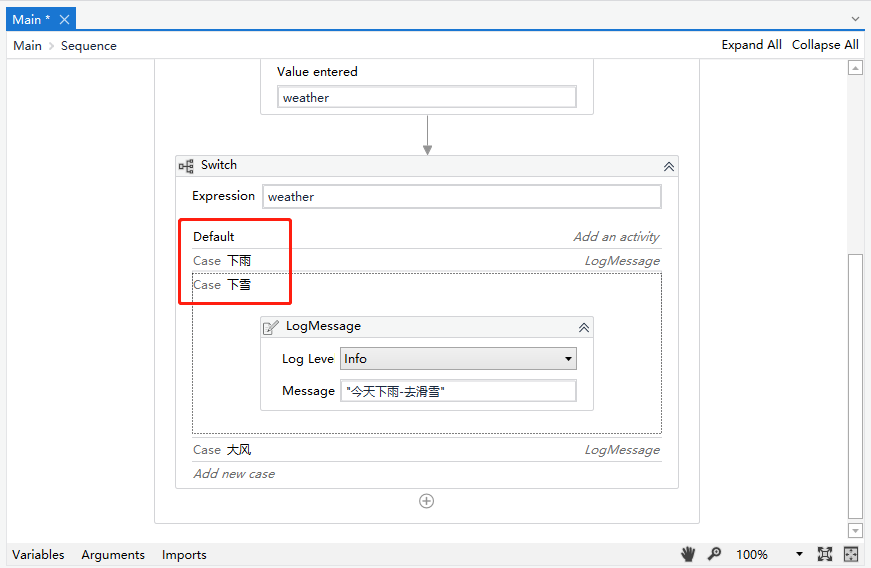 Main *
Main > Sequence
Expand All Collapse All
Value entered
weather
Switch
Expression weather
Default Add an activity
Case 下雨 LogMessage
Case 下雪
LogMessage
Log Leve Info
Message "今天下雨-去滑雪"
Case 大风 LogMessage
Add new case
Variables Arguments Imports 100%